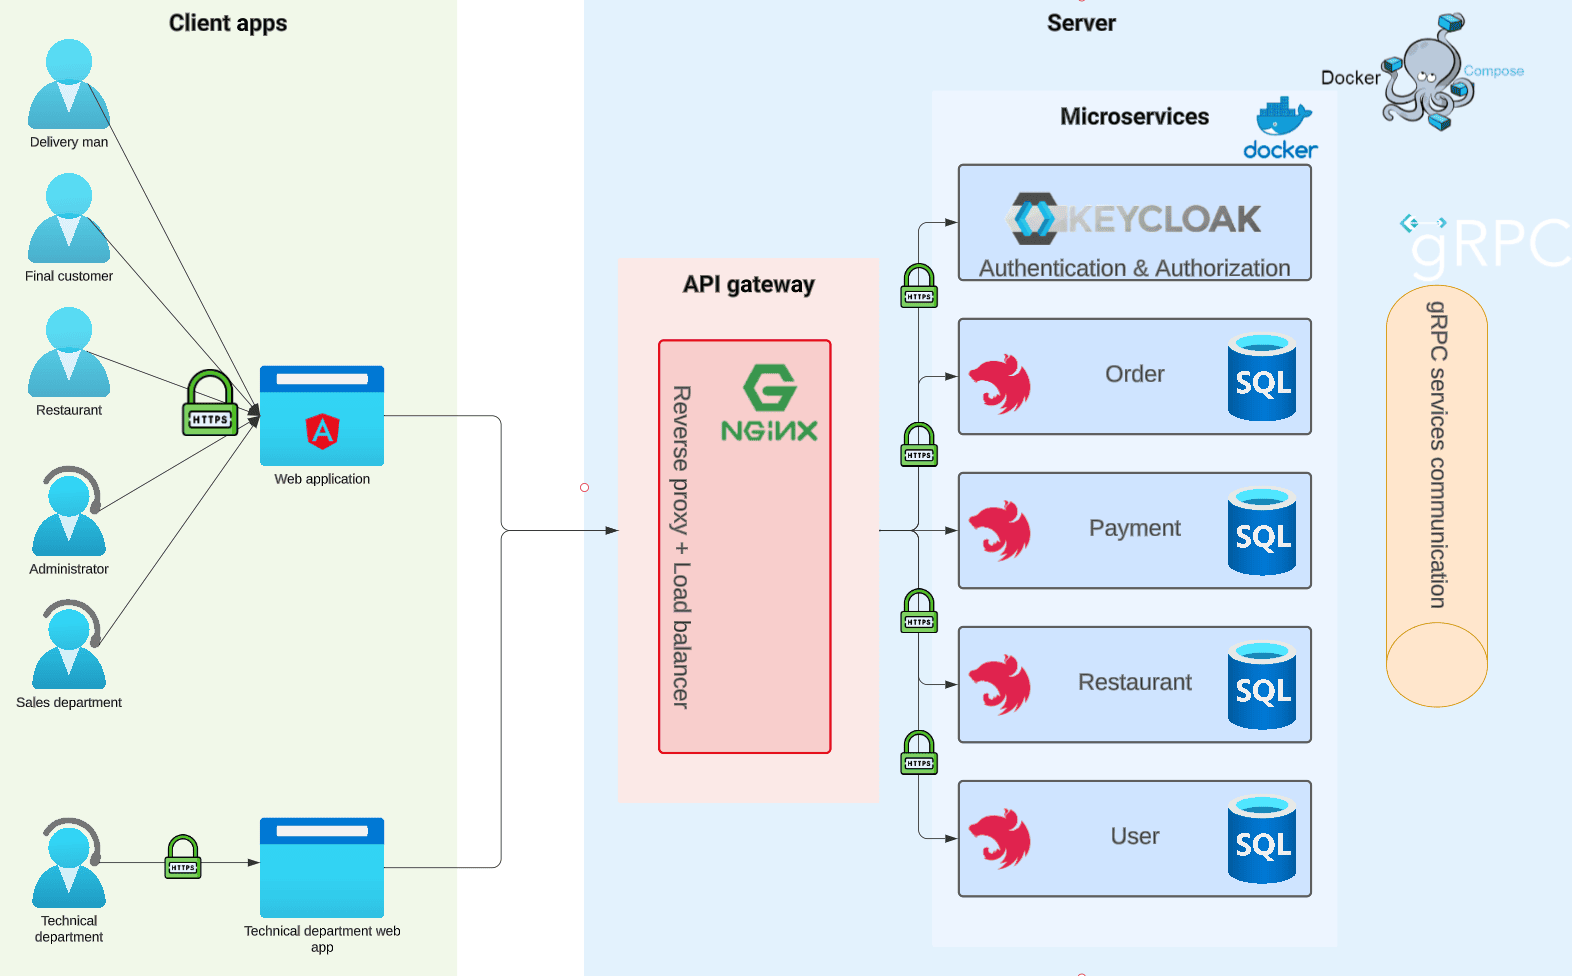 Client apps
Delivery man
Final customer
Restaurant
HTTPS
Web application
Administrator
Sales department
HTTPS
Technical
department
Technical department web
app
Server
Docker
Compose
Microservices
docker
KEYCLOAK
Authentication & Authorization
HTTPS
API gateway
NGiNX
Reverse proxy + Load balancer
Order
SQL
HTTPS
Payment
SQL
HTTPS
Restaurant
SQL
HTTPS
User
SQL
gRPC
gRPC services communication